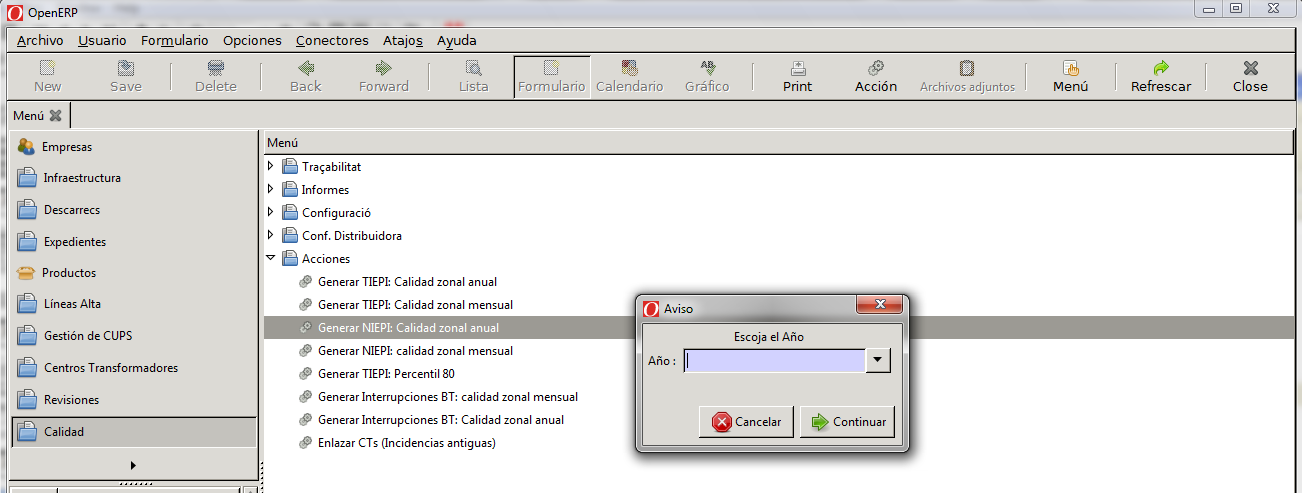 OpenERP
Archivo Usuario Formulario Opciones Conectores Atajos Ayuda
New Save Delete Back Forward Lista Formulario Calendario Gráfico Print Acción Archivos adjuntos Menú Refrescar Close
Menú
Empresas
Infraestructura
Descarrecs
Expedientes
Productos
Líneas Alta
Gestión de CUPS
Centros Transformadores
Revisiones
Calidad
Menú
Traçabilitat
Informes
Configuració
Conf. Distribuidora
Acciones
Generar TIEPI: Calidad zonal anual
Generar TIEPI: Calidad zonal mensual
Generar NIEPI: Calidad zonal anual
Generar NIEPI: calidad zonal mensual
Generar TIEPI: Percentil 80
Generar Interrupciones BT: calidad zonal mensual
Generar Interrupciones BT: Calidad zonal anual
Enlazar CTs (Incidencias antiguas)
Aviso
Escoja el Año
Año :
Cancelar Continuar